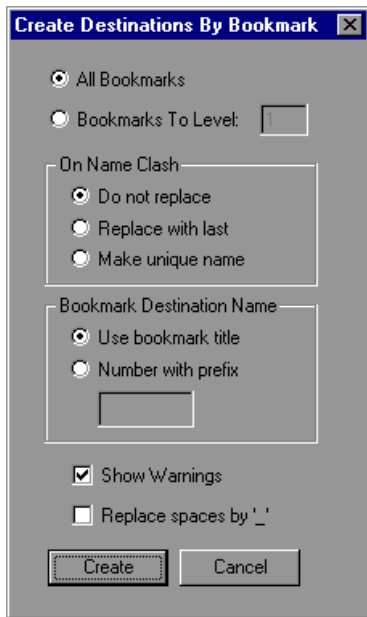 Create Destinations By Bookmark
All Bookmarks
Bookmarks To Level: 1
On Name Clash
Do not replace
Replace with last
Make unique name
Bookmark Destination Name
Use bookmark title
Number with prefix
Show Warnings
Replace spaces by '_'
Create Cancel